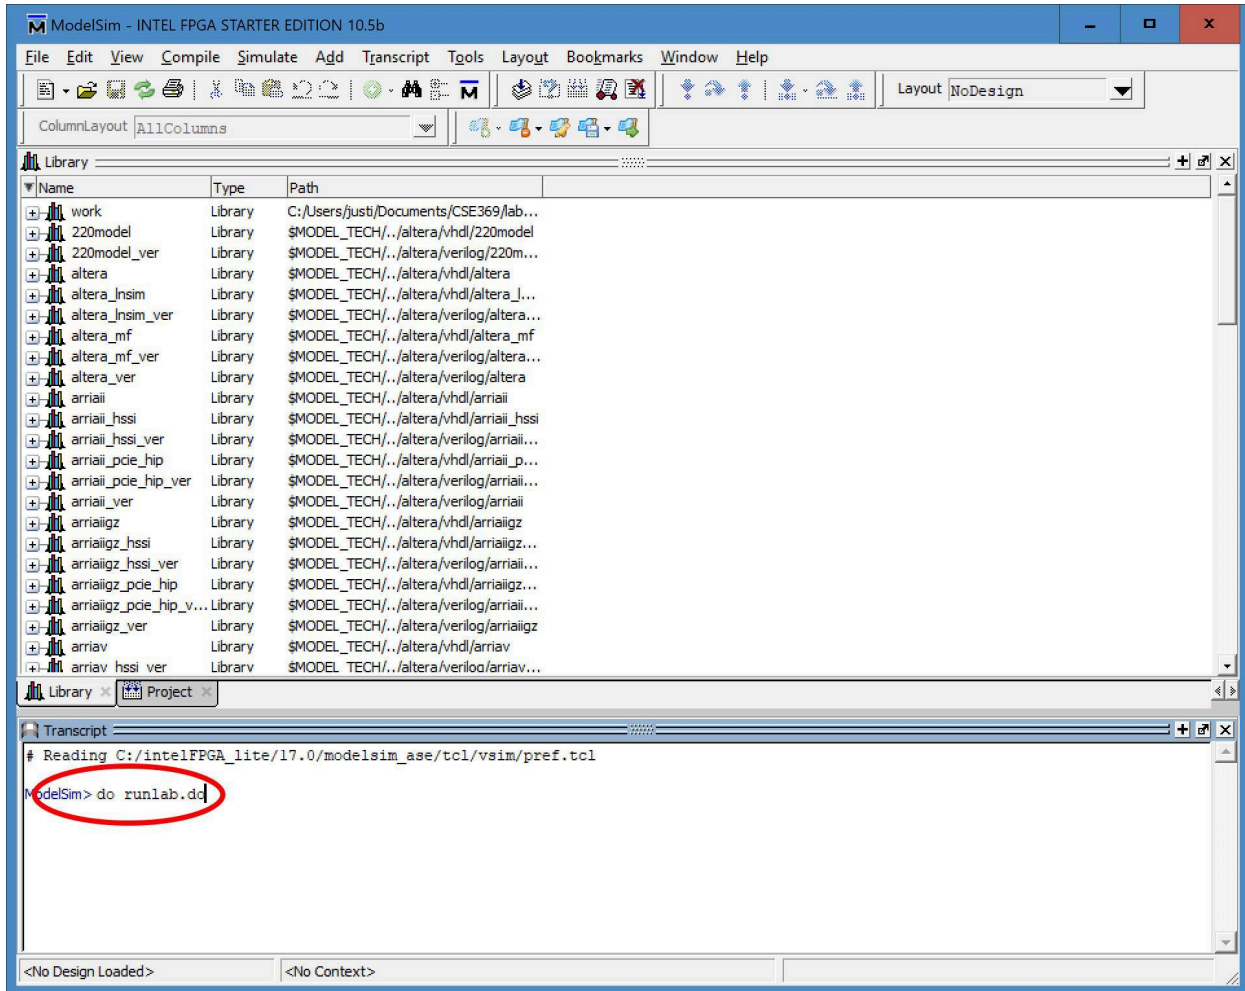 ModelSim - INTEL FPGA STARTER EDITION 10.5b
File Edit View Compile Simulate Add Transcript Tools Layout Bookmarks Window Help
Layout NoDesign
ColumnLayout AllColumns
Library
Name Type Path
work Library C:/Users/justi/Documents/CSE369/lab...
220model Library $MODEL_TECH/../altera/vhdl/220model
220model_ver Library $MODEL_TECH/../altera/verilog/220m...
altera Library $MODEL_TECH/../altera/vhdl/altera
altera_lnsim Library $MODEL_TECH/../altera/vhdl/altera_l...
altera_lnsim_ver Library $MODEL_TECH/../altera/verilog/altera...
altera_mf Library $MODEL_TECH/../altera/vhdl/altera_mf
altera_mf_ver Library $MODEL_TECH/../altera/verilog/altera...
altera_ver Library $MODEL_TECH/../altera/verilog/altera
arriaii Library $MODEL_TECH/../altera/vhdl/arriaii
arriaii_hssi Library $MODEL_TECH/../altera/vhdl/arriaii_hssi
arriaii_hssi_ver Library $MODEL_TECH/../altera/verilog/arriaii...
arriaii_pcie_hip Library $MODEL_TECH/../altera/vhdl/arriaii_p...
arriaii_pcie_hip_ver Library $MODEL_TECH/../altera/verilog/arriaii...
arriaii_ver Library $MODEL_TECH/../altera/verilog/arriaii
arriaiigz Library $MODEL_TECH/../altera/vhdl/arriaiigz
arriaiigz_hssi Library $MODEL_TECH/../altera/vhdl/arriaiigz...
arriaiigz_hssi_ver Library $MODEL_TECH/../altera/verilog/arriaii...
arriaiigz_pcie_hip Library $MODEL_TECH/../altera/vhdl/arriaiigz...
arriaiigz_pcie_hip_v... Library $MODEL_TECH/../altera/verilog/arriaii...
arriaiigz_ver Library $MODEL_TECH/../altera/verilog/arriaiigz
arriav Library $MODEL_TECH/../altera/vhdl/arriav
arriav_hssi_ver Library $MODEL_TECH/../altera/verilog/arriav...
Library Project
Transcript
# Reading C:/intelFPGA_lite/17.0/modelsim_ase/tcl/vsim/pref.tcl
ModelSim> do runlab.do
<No Design Loaded> <No Context>